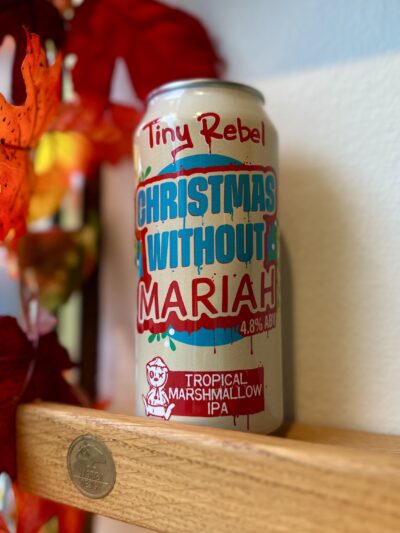 Tiny Rebel
CHRISTMAS
WITHOUT
MARIAH
4.8% ABV
TROPICAL
MARSHMALLOW
IPA